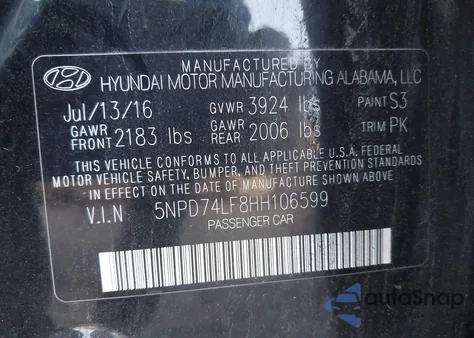 MANUFACTURED BY
HYUNDAI MOTOR MANUFACTURING ALABAMA, LLC
Jul/13/16 GVWR 3924 lbs PAINT S3
GAWR FRONT 2183 lbs GAWR REAR 2006 lbs TRIM PK
THIS VEHICLE CONFORMS TO ALL APPLICABLE U.S.A. FEDERAL
MOTOR VEHICLE SAFETY, BUMPER, AND THEFT PREVENTION STANDARDS
IN EFFECT ON THE DATE OF MANUFACTURE SHOWN ABOVE.
V.I.N 5NPD74LF8HH106599
PASSENGER CAR
autoSnap